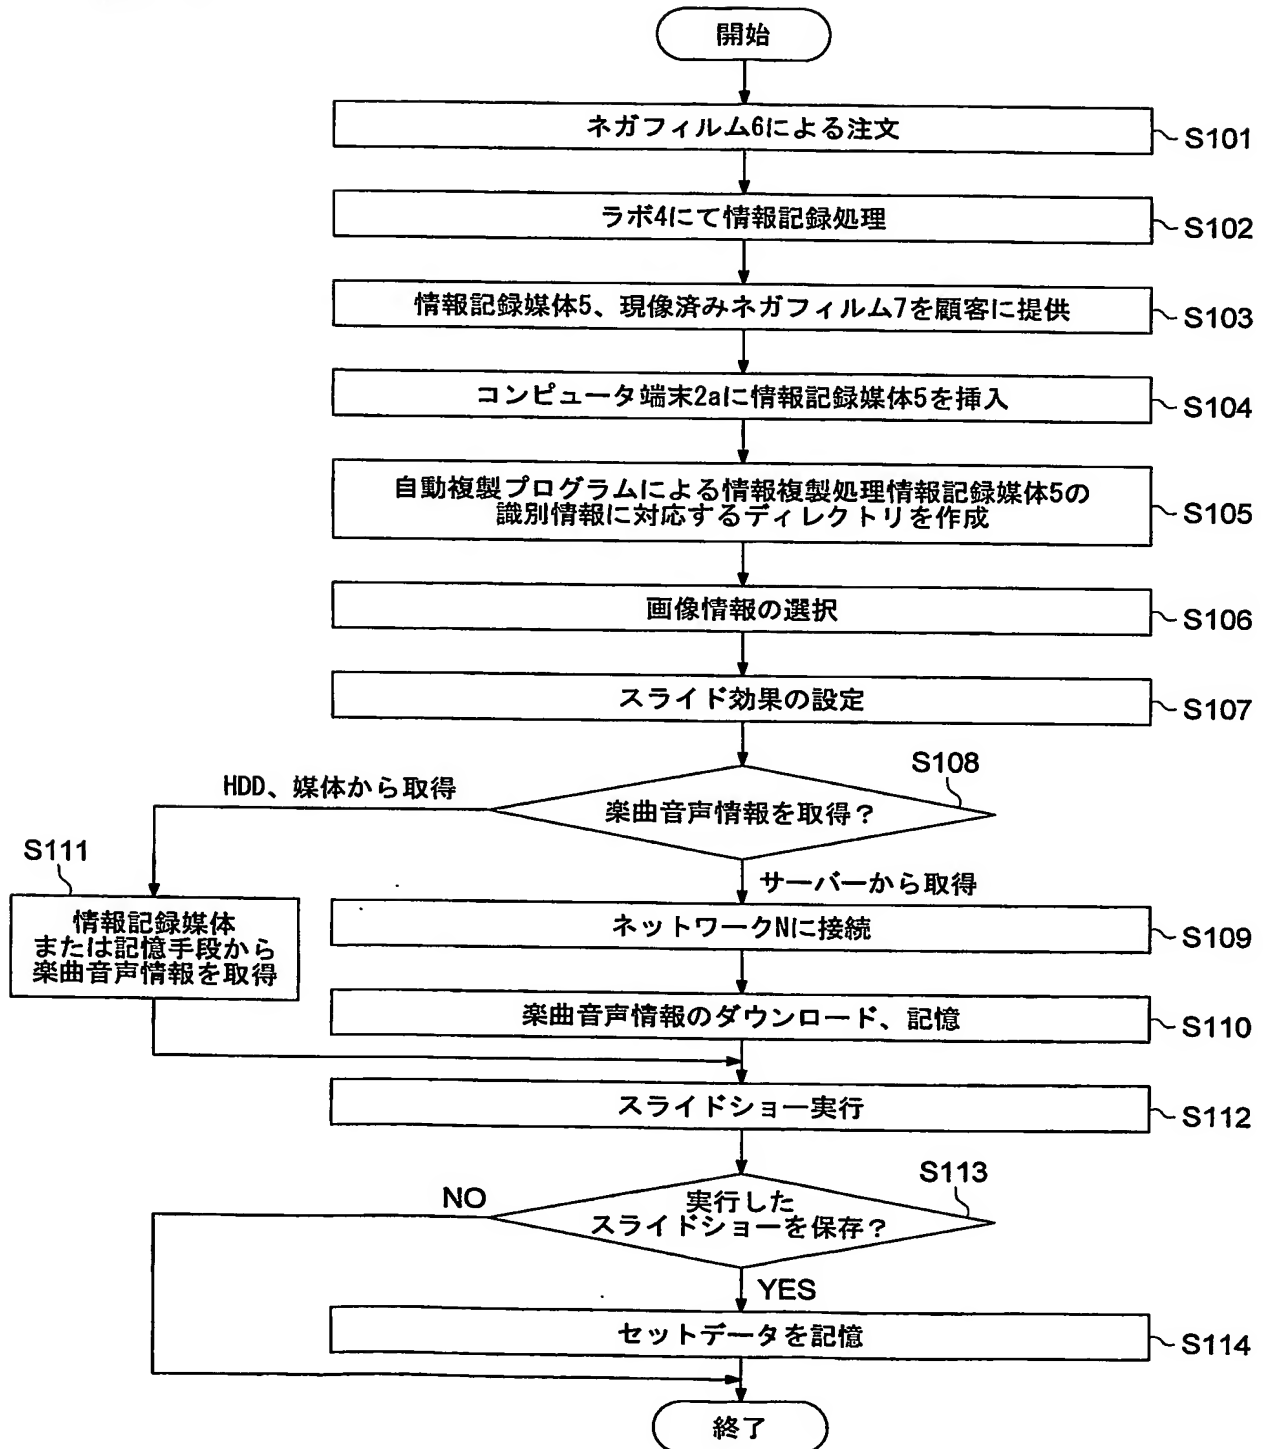 開始
ネガフィルム6による注文
S101
ラボ4にて情報記録処理
S102
情報記録媒体5、現像済みネガフィルム7を顧客に提供
S103
コンピュータ端末2aに情報記録媒体5を挿入
S104
自動複製プログラムによる情報複製処理情報記録媒体5の
識別情報に対応するディレクトリを作成
S105
画像情報の選択
S106
スライド効果の設定
S107
S108
HDD、媒体から取得
楽曲音声情報を取得?
S111
サーバーから取得
情報記録媒体
または記憶手段から
楽曲音声情報を取得
ネットワークNに接続
S109
楽曲音声情報のダウンロード、記憶
S110
スライドショー実行
S112
S113
NO
実行した
スライドショーを保存?
YES
セットデータを記憶
S114
終了